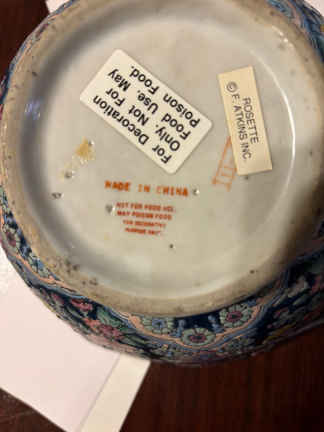 For Decoration
Only, Not For
Food Use. May
Poison Food.
ROSETTE
© F. ATKINS INC.
MADE IN CHINA
NOT FOR FOOD USE
MAY POISON FOOD
FOR DECORATIVE
PURPOSE ONLY